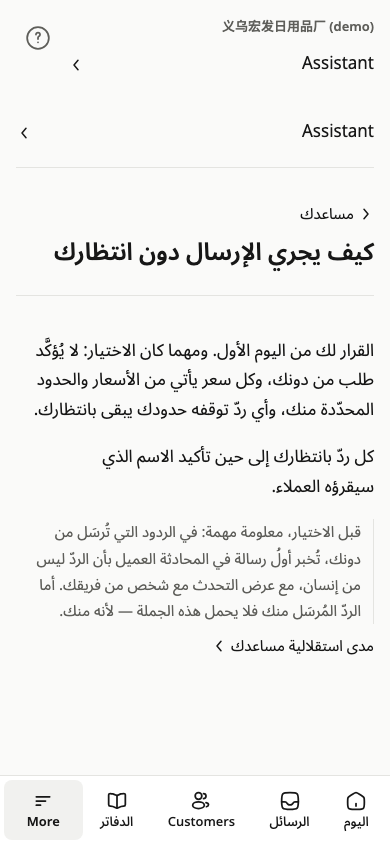 义乌宏发日用品厂 (demo)
Assistant
Assistant
مساعدك
كيف يجري الإرسال دون انتظارك
القرار لك من اليوم الأول. ومهما كان الاختيار: لا يُؤكَّد
طلب من دونك، وكل سعر يأتي من الأسعار والحدود
المحدّدة منك، وأي ردّ توقفه حدودك يبقى بانتظارك.
كل ردّ بانتظارك إلى حين تأكيد الاسم الذي
سيقرؤه العملاء.
قبل الاختيار، معلومة مهمة: في الردود التي تُرسَل من
دونك، تُخبر أولُ رسالة في المحادثة العميل بأن الردّ ليس
من إنسان، مع عرض التحدث مع شخص من فريقك. أما
الردّ المُرسَل منك فلا يحمل هذه الجملة — لأنه منك.
مدى استقلالية مساعدك
اليوم
الرسائل
Customers
الدفاتر
More